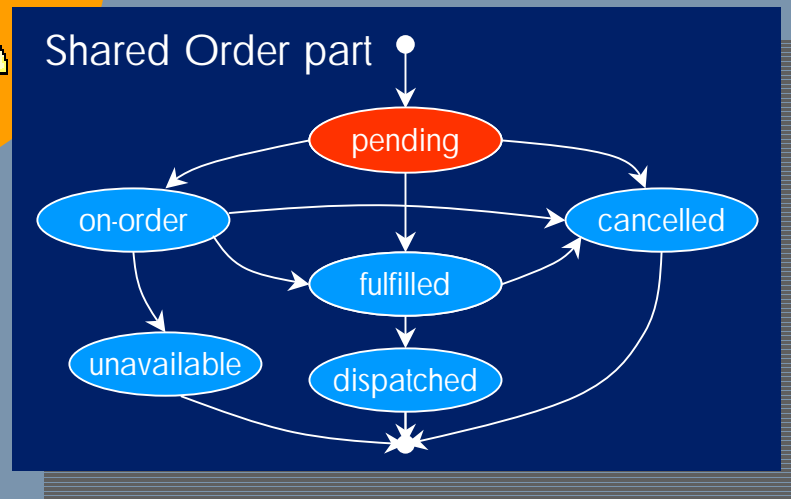 Shared Order part
pending
on-order
cancelled
fulfilled
unavailable
dispatched